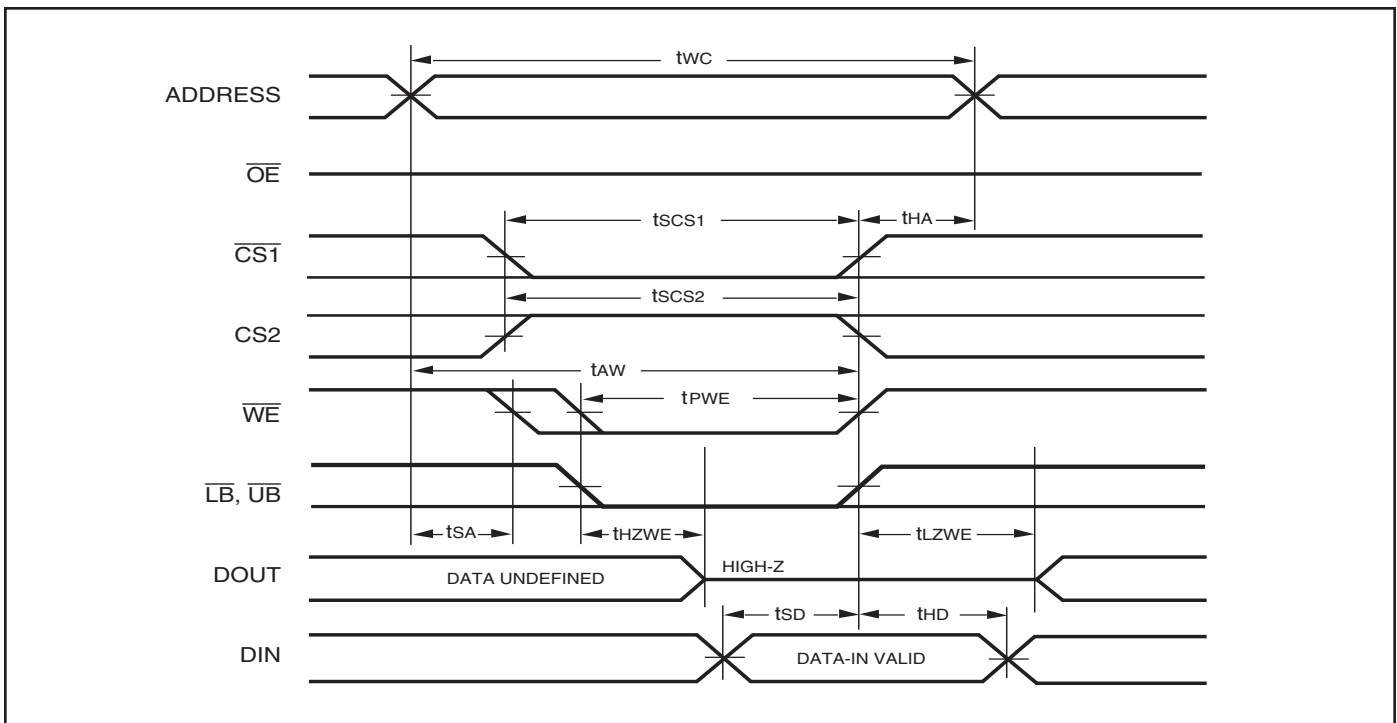 tWC
ADDRESS
OE
tSCS1
tHA
CS1
tSCS2
CS2
tAW
tPWE
WE
LB, UB
tSA
tHZWE
tLZWE
DOUT
DATA UNDEFINED
HIGH-Z
tSD
tHD
DIN
DATA-IN VALID